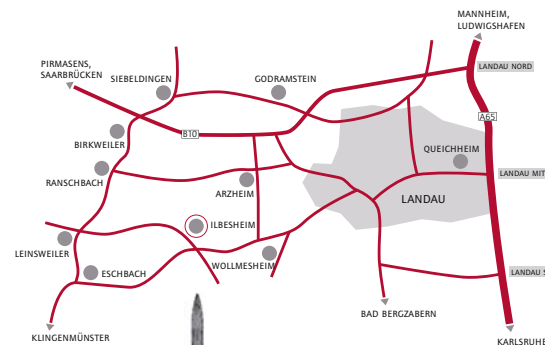 MANNHEIM,
LUDWIGSHAFEN
PIRMASENS,
SAARBRÜCKEN
SIEBELDINGEN
GODRAMSTEIN
LANDAU NORD
A65
B10
BIRKWEILER
QUEICHHEIM
RANSCHBACH
LANDAU MIT
ARZHEIM
LANDAU
ILBESHEIM
LEINSWEILER
WOLLMESHEIM
ESCHBACH
LANDAU S
BAD BERGZABERN
KLINGENMÜNSTER
KARLSRUHE